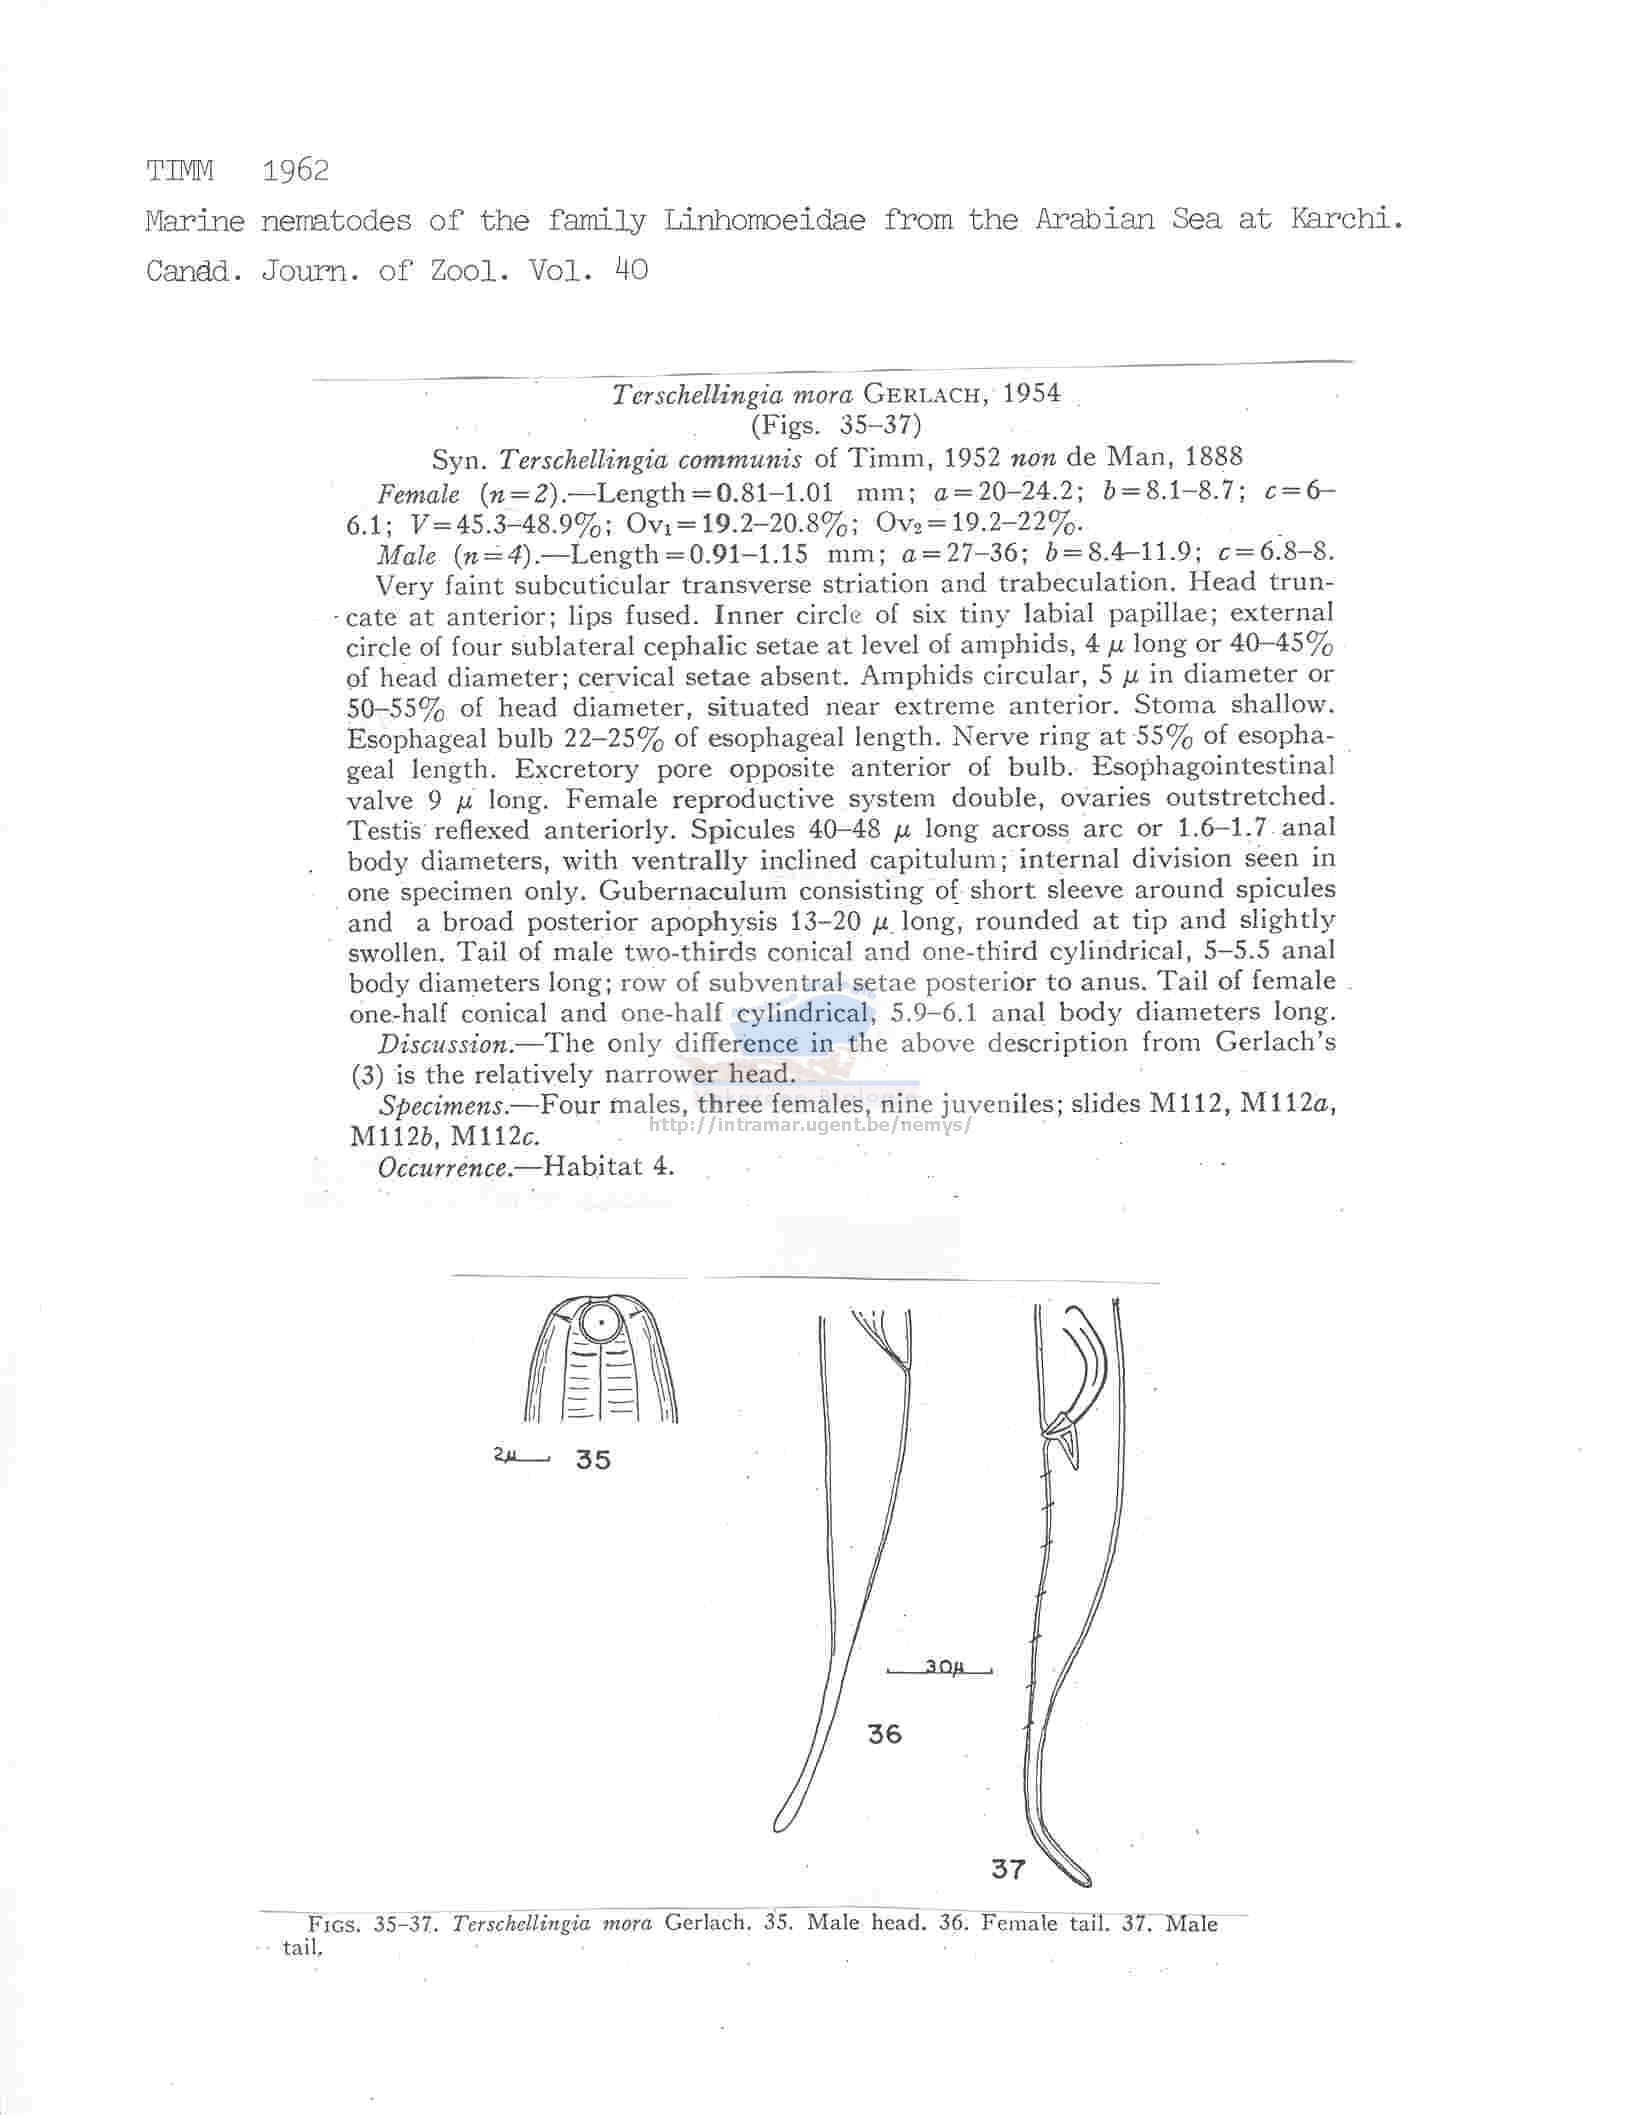 TIMM 1962
Marine nematodes of the family Linhomoeidae from the Arabian Sea at Karchi.
Canad. Journ. of Zool. Vol. 40
Terschellingia mora GERLACH, 1954
(Figs. 35–37)
Syn. Terschellingia communis of Timm, 1952 non de Man, 1888
Female (n=2).—Length=0.81–1.01 mm; a=20–24.2; b=8.1–8.7; c=6–
6.1; V=45.3–48.9%; Ov₁=19.2–20.8%; Ov₂=19.2–22%.
Male (n=4).—Length=0.91–1.15 mm; a=27–36; b=8.4–11.9; c=6.8–8.
Very faint subcuticular transverse striation and trabeculation. Head trun-
cate at anterior; lips fused. Inner circle of six tiny labial papillae; external
circle of four sublateral cephalic setae at level of amphids, 4 μ long or 40–45%
of head diameter; cervical setae absent. Amphids circular, 5 μ in diameter or
50–55% of head diameter, situated near extreme anterior. Stoma shallow.
Esophageal bulb 22–25% of esophageal length. Nerve ring at 55% of esopha-
geal length. Excretory pore opposite anterior of bulb. Esophagointestinal
valve 9 μ long. Female reproductive system double, ovaries outstretched.
Testis reflexed anteriorly. Spicules 40–48 μ long across arc or 1.6–1.7 anal
body diameters, with ventrally inclined capitulum; internal division seen in
one specimen only. Gubernaculum consisting of short sleeve around spicules
and a broad posterior apophysis 13–20 μ long, rounded at tip and slightly
swollen. Tail of male two-thirds conical and one-third cylindrical, 5–5.5 anal
body diameters long; row of subventral setae posterior to anus. Tail of female
one-half conical and one-half cylindrical, 5.9–6.1 anal body diameters long.
Discussion.—The only difference in the above description from Gerlach's
(3) is the relatively narrower head.
Specimens.—Four males, three females, nine juveniles; slides M112, M112a,
http://intramar.ugent.be/nemys/
M112b, M112c.
Occurrence.—Habitat 4.
2μ 35
30μ
36
37
FIGS. 35–37. Terschellingia mora Gerlach. 35. Male head. 36. Female tail. 37. Male
tail.